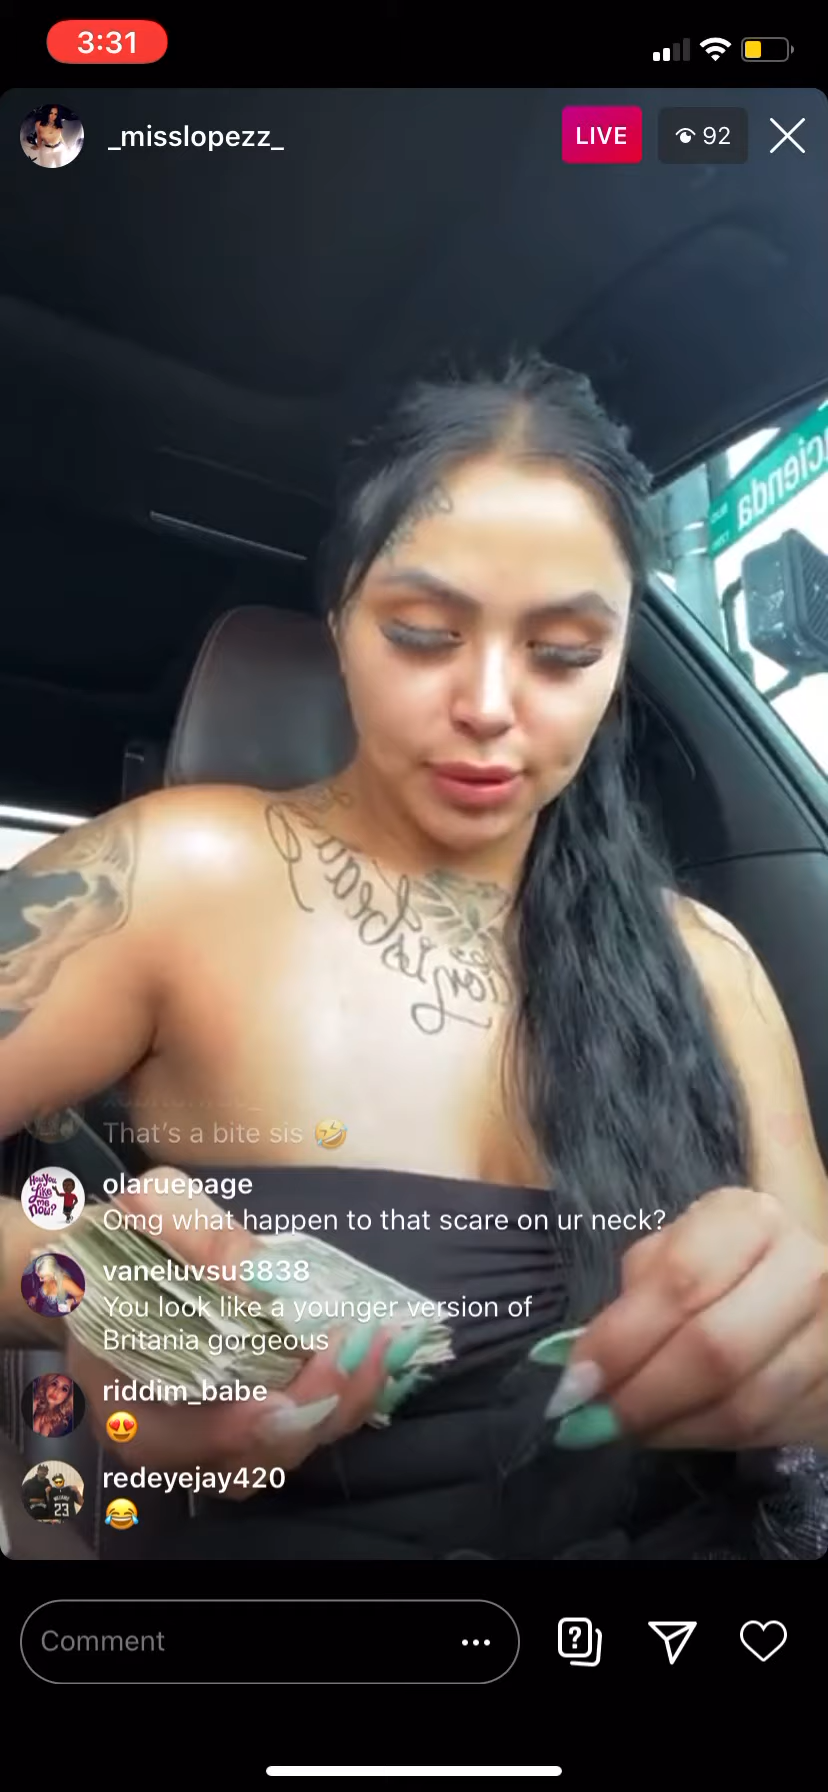 3:31
_misslopezz_
LIVE
92
That's a bite sis 🤣
olaruepage
Omg what happen to that scare on ur neck?
vaneluvsu3838
You look like a younger version of
Britania gorgeous
riddim_babe
😍
redeyejay420
😂
Comment